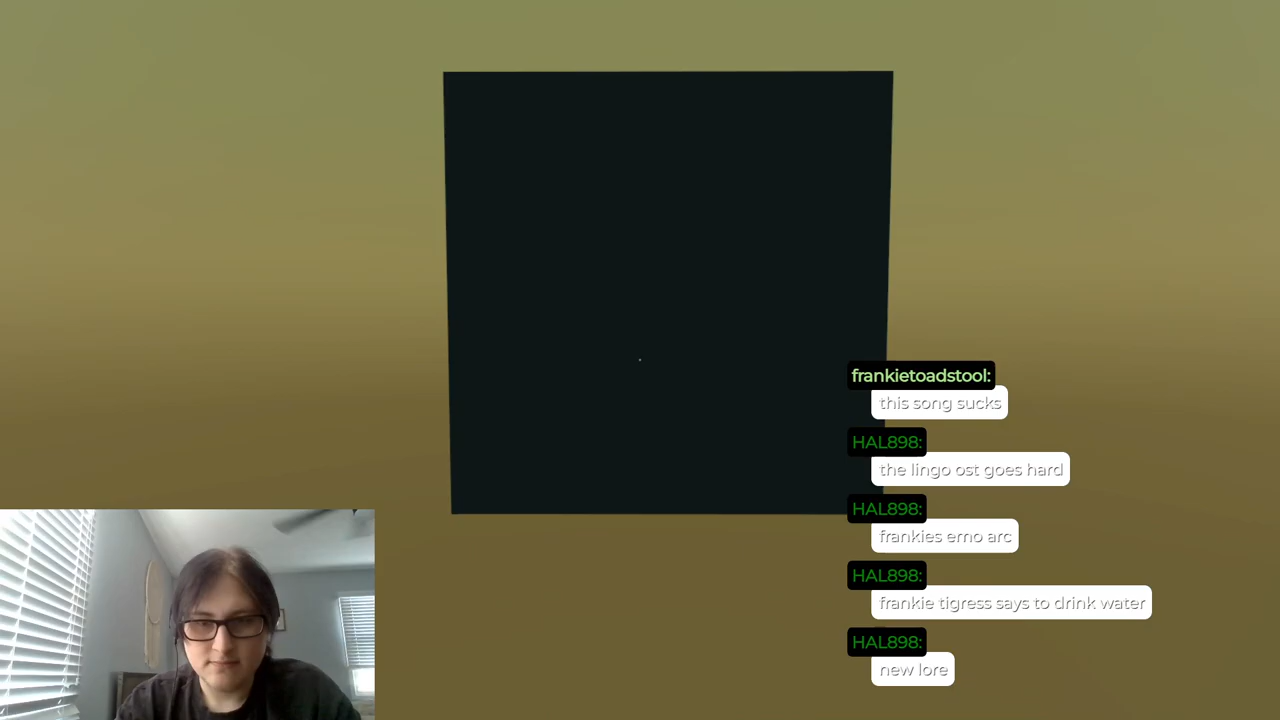 frankietoadstool:
this song sucks
HAL898:
the lingo ost goes hard
HAL898:
frankies emo arc
HAL898:
frankie tigress says to drink water
HAL898:
new lore